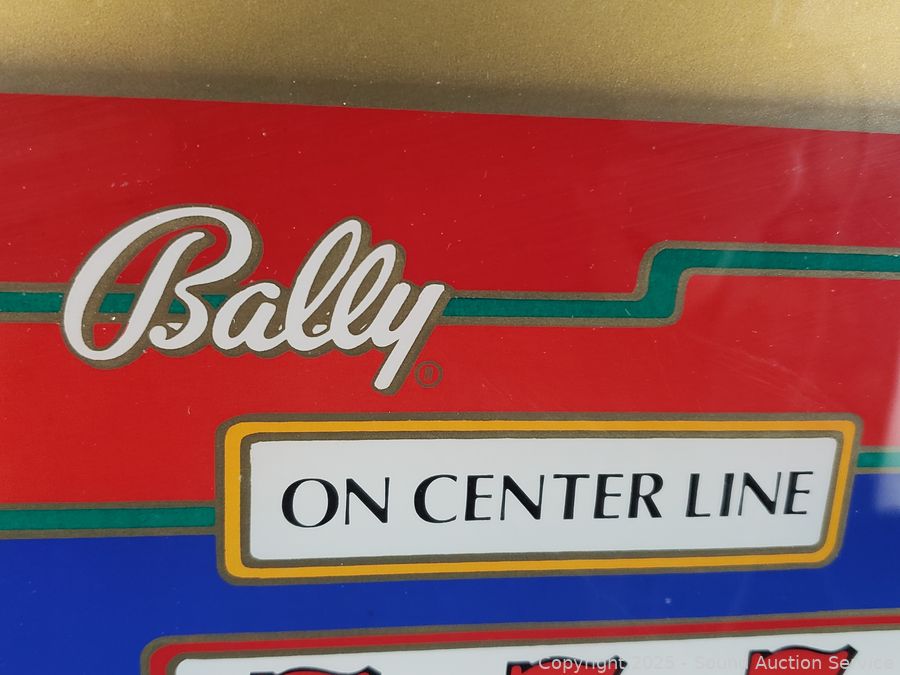 Bally®
ON CENTER LINE
Copyright 2025 - Sound Auction Service